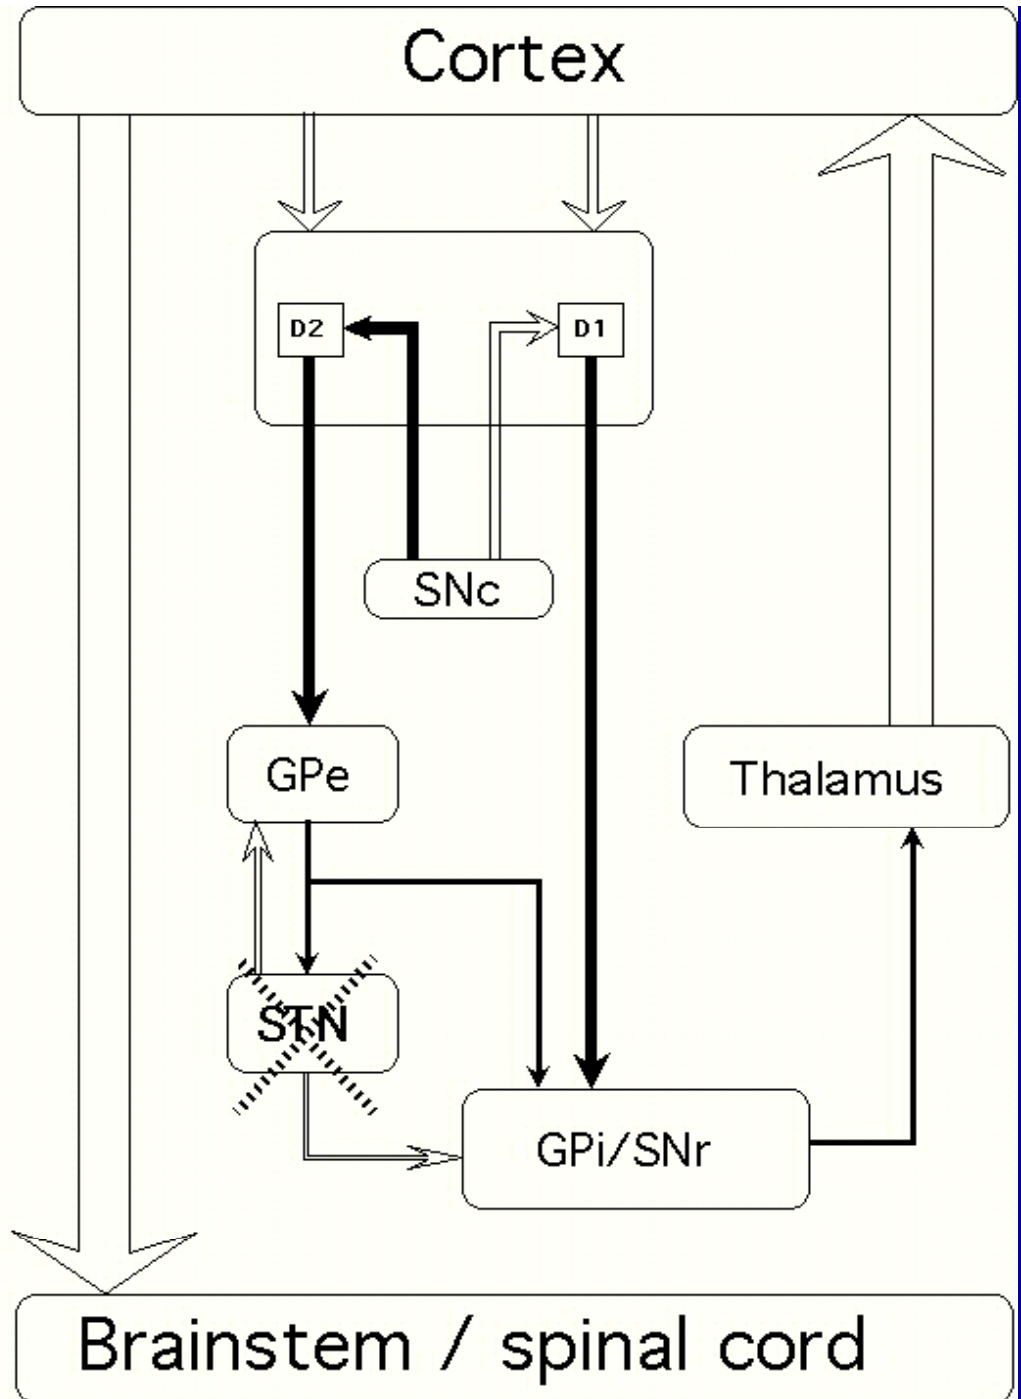 Cortex
D2
D1
SNc
GPe
Thalamus
STN
GPi/SNr
Brainstem / spinal cord